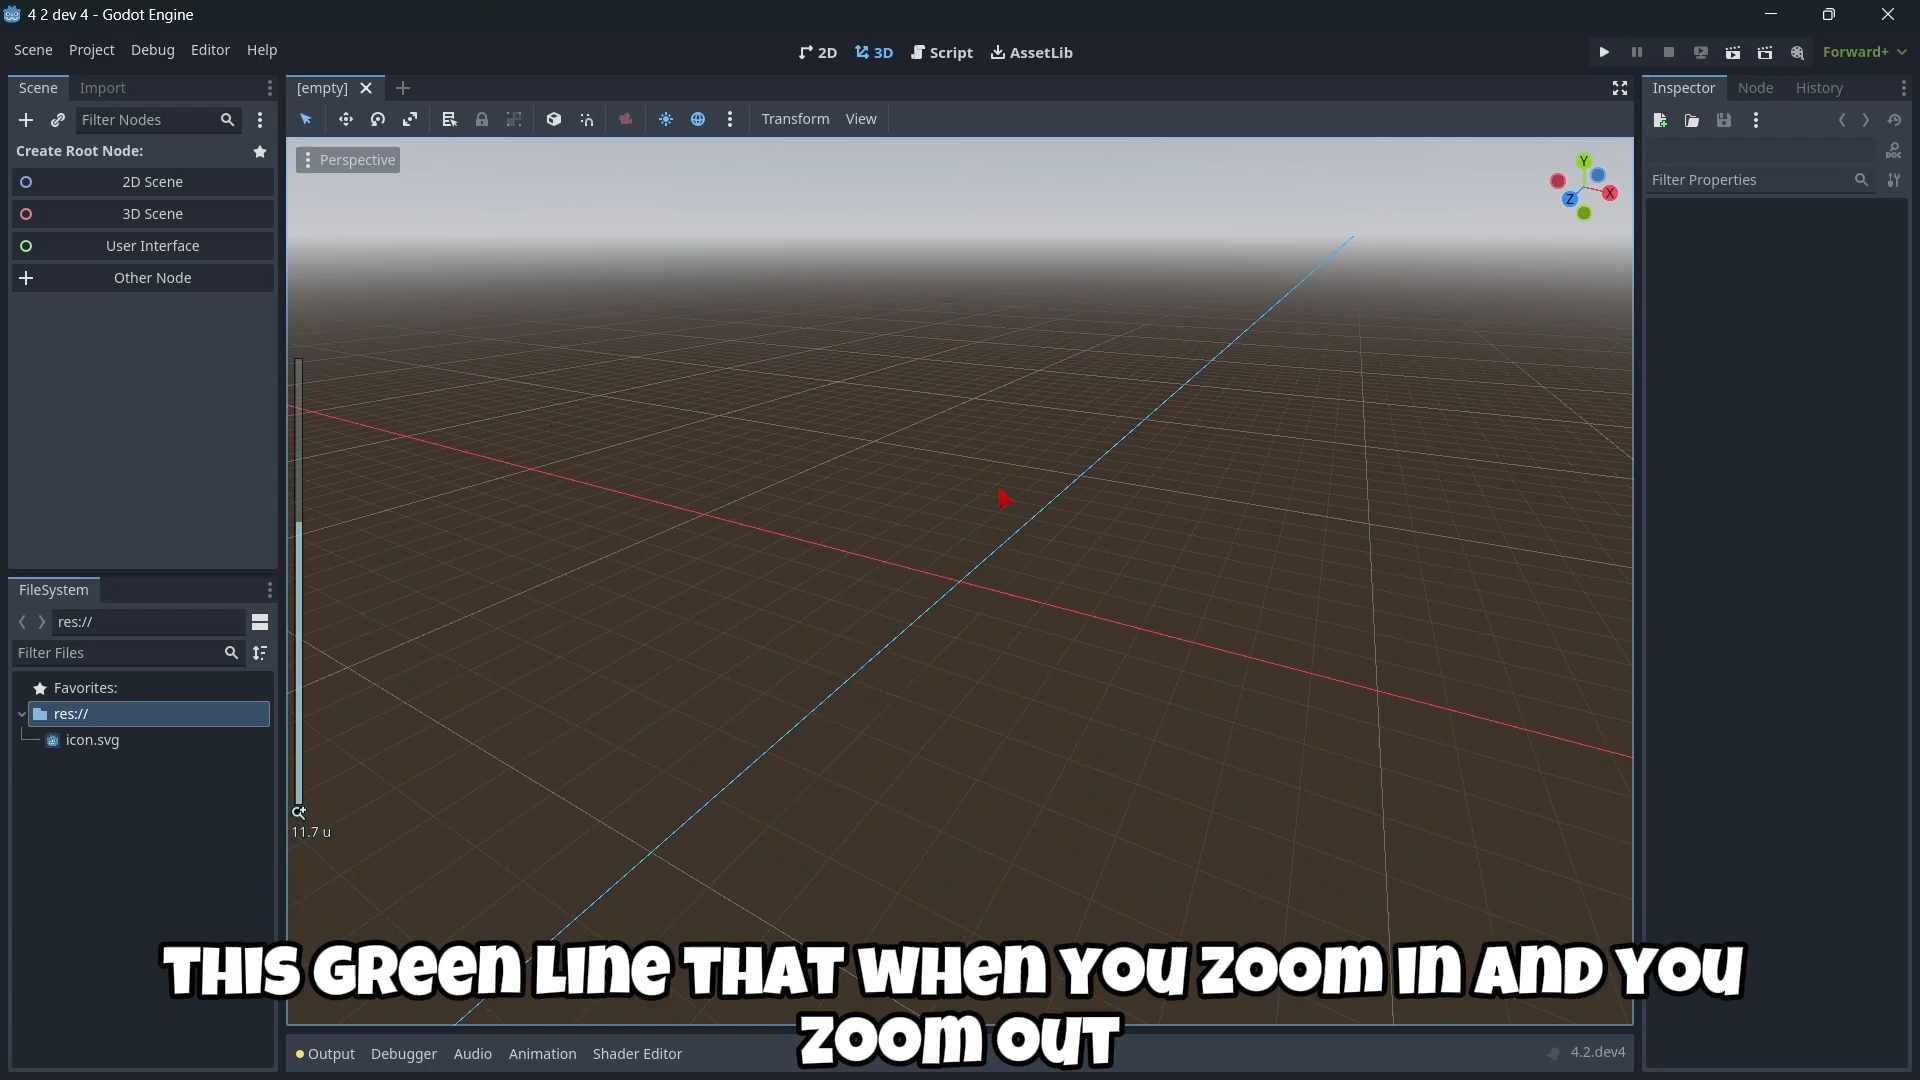 4 2 dev 4 - Godot Engine
Scene Project Debug Editor Help
2D 3D Script AssetLib
Forward+
Scene Import
[empty]
Inspector Node History
Filter Nodes
Transform View
Create Root Node:
Perspective
Y
X
Z
DOC
Filter Properties
2D Scene
3D Scene
User Interface
Other Node
FileSystem
res://
Filter Files
Favorites:
res://
icon.svg
11.7 u
THIS GREEN LINE THAT WHEN YOU ZOOM IN AND YOU
ZOOM OUT
Output Debugger Audio Animation Shader Editor
4.2.dev4